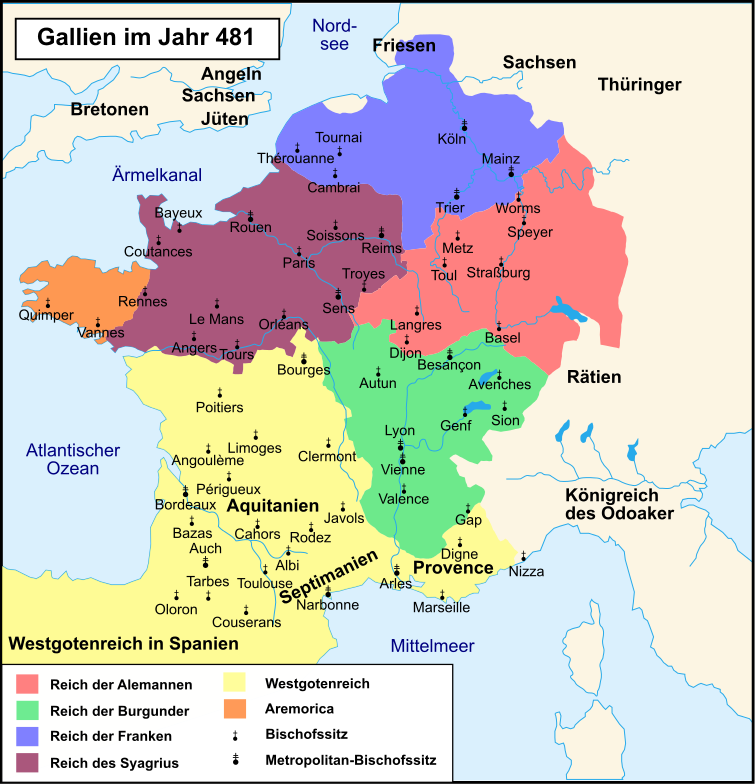 Gallien im Jahr 481
Nord-
see
Friesen
Sachsen
Thüringer
Angeln
Sachsen
Jüten
Bretonen
Ärmelkanal
Köln
Tournai
Thérouanne
Mainz
Cambrai
Trier
Worms
Bayeux
Rouen
Soissons
Reims
Speyer
Coutances
Paris
Metz
Toul
Straßburg
Troyes
Quimper
Rennes
Vannes
Le Mans
Sens
Orléans
Langres
Angers
Tours
Dijon
Basel
Bourges
Besançon
Autun
Avenches
Rätien
Poitiers
Genf
Sion
Lyon
Atlantischer
Ozean
Limoges
Angoulême
Clermont
Vienne
Périgueux
Valence
Bordeaux
Aquitanien
Javols
Königreich
des Odoaker
Bazas
Cahors
Rodez
Gap
Auch
Albi
Digne
Tarbes
Toulouse
Septimanien
Provence
Nizza
Arles
Oloron
Narbonne
Marseille
Couserans
Westgotenreich in Spanien
Mittelmeer
Reich der Alemannen
Westgotenreich
Reich der Burgunder
Aremorica
Reich der Franken
Bischofssitz
Reich des Syagrius
Metropolitan-Bischofssitz